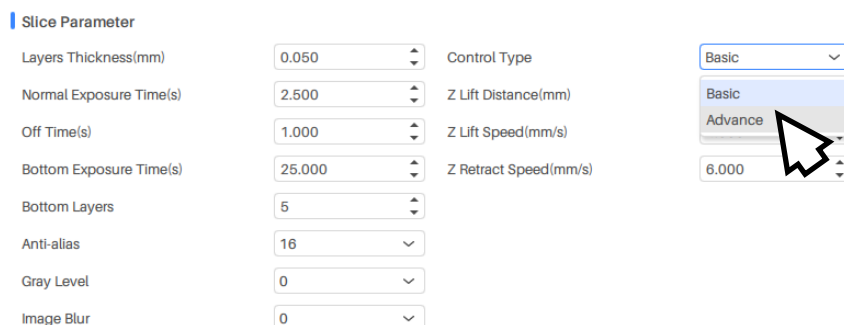 Slice Parameter
Layers Thickness(mm) 0.050 Control Type Basic
Normal Exposure Time(s) 2.500 Z Lift Distance(mm) Basic
Off Time(s) 1.000 Z Lift Speed(mm/s) Advance
Bottom Exposure Time(s) 25.000 Z Retract Speed(mm/s) 6.000
Bottom Layers 5
Anti-alias 16
Gray Level 0
Image Blur 0